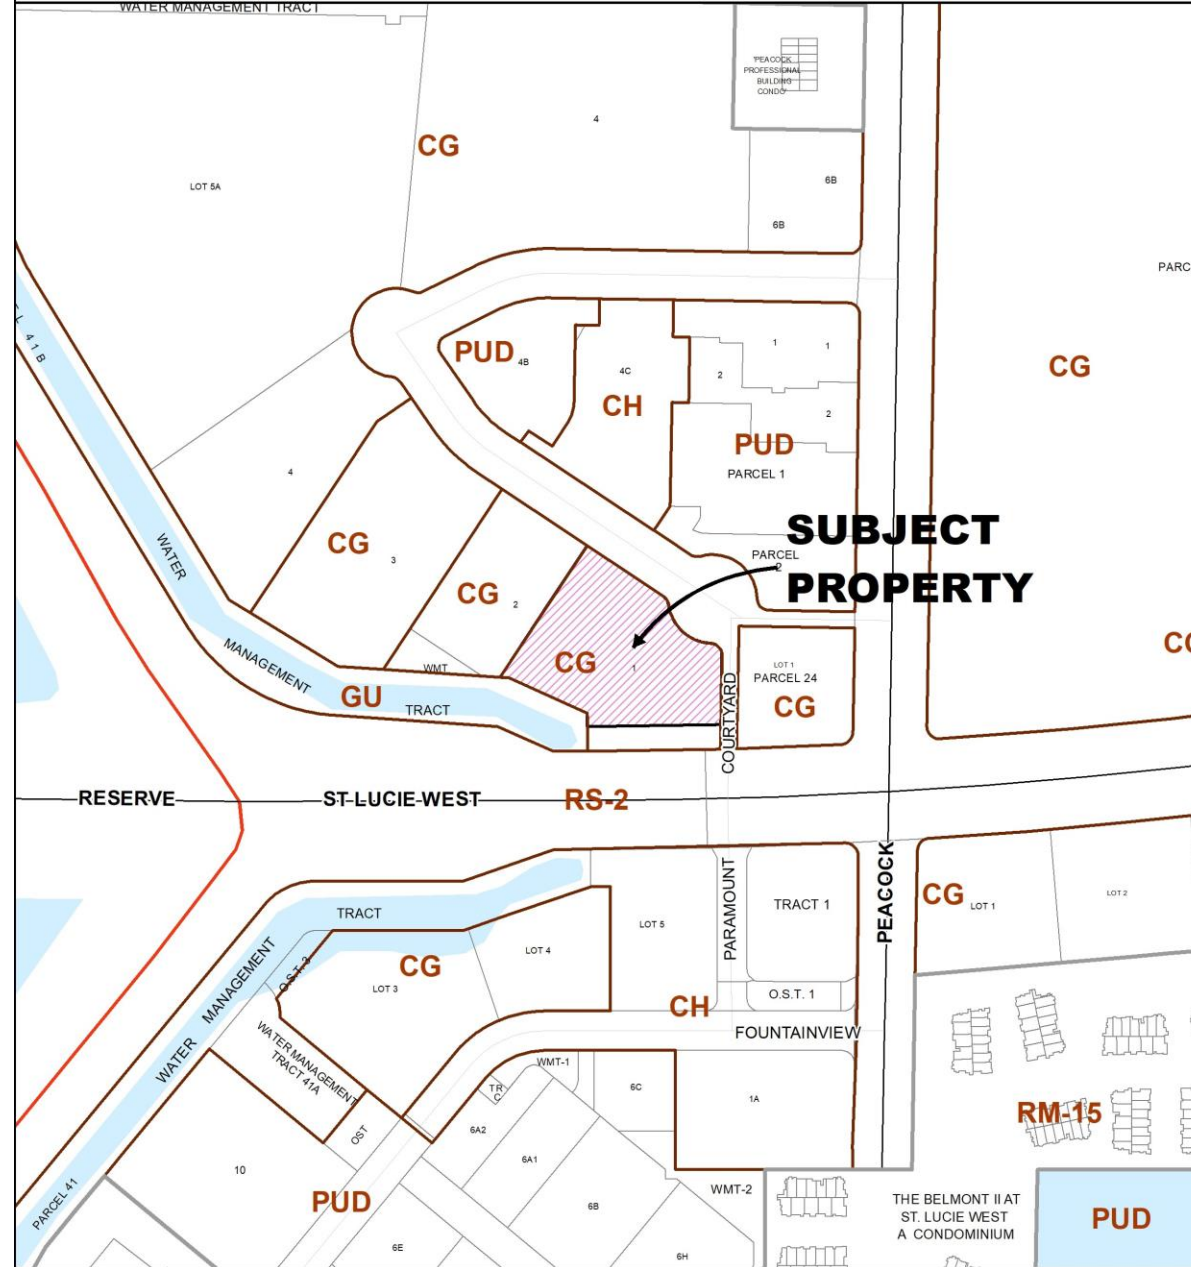 WATER MANAGEMENT TRACT
'PEACOCK
PROFESSIONAL
BUILDING
CONDO'
4
CG
LOT 5A
6B
6B
PARC
41B
PUD
4B
4C
CH
1
1
2
2
CG
PUD
PARCEL 1
4
SUBJECT
PROPERTY
PARCEL
2
WATER
CG
3
CG
2
CG
1
WMT
MANAGEMENT
GU
TRACT
COURTYARD
LOT 1
PARCEL 24
CG
RESERVE
ST LUCIE WEST
RS-2
PARAMOUNT
PEACOCK
TRACT 1
CG
LOT 1
LOT 2
TRACT
LOT 5
LOT 4
CG
LOT 3
O.S.T. 3
MANAGEMENT
WATER
O.S.T. 1
CH
FOUNTAINVIEW
WATER MANAGEMENT
TRACT 41A
WMT-1
TR
C
6C
1A
RM-15
OST
6A2
6A1
10
PUD
6B
WMT-2
PARCEL 41
THE BELMONT II AT
ST. LUCIE WEST
A CONDOMINIUM
PUD
6E
6H